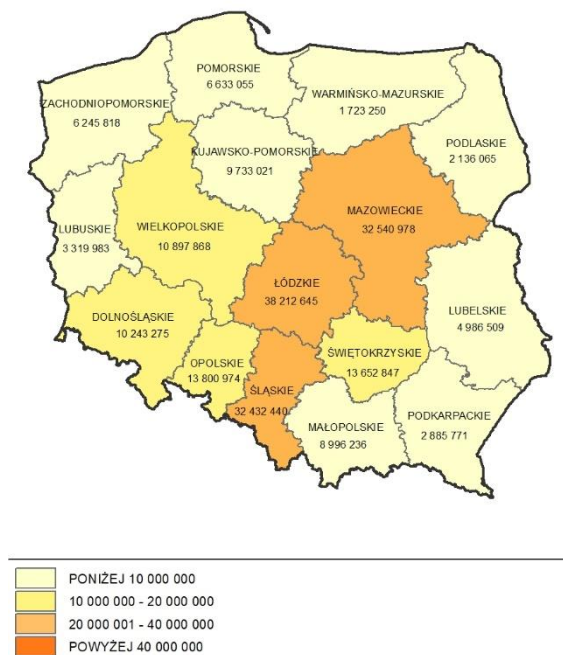 POMORSKIE
6 633 055
WARMIŃSKO-MAZURSKIE
1 723 250
ZACHODNIOPOMORSKIE
6 245 818
PODLASKIE
2 136 065
KUJAWSKO-POMORSKIE
9 733 021
MAZOWIECKIE
32 540 978
LUBUSKIE
3 319 983
WIELKOPOLSKIE
10 897 868
ŁÓDZKIE
38 212 645
LUBELSKIE
4 986 509
DOLNOŚLĄSKIE
10 243 275
OPOLSKIE
13 800 974
ŚWIĘTOKRZYSKIE
13 652 847
ŚLĄSKIE
32 432 440
PODKARPACKIE
2 885 771
MAŁOPOLSKIE
8 996 236
PONIŻEJ 10 000 000
10 000 000 - 20 000 000
20 000 001 - 40 000 000
POWYŻEJ 40 000 000